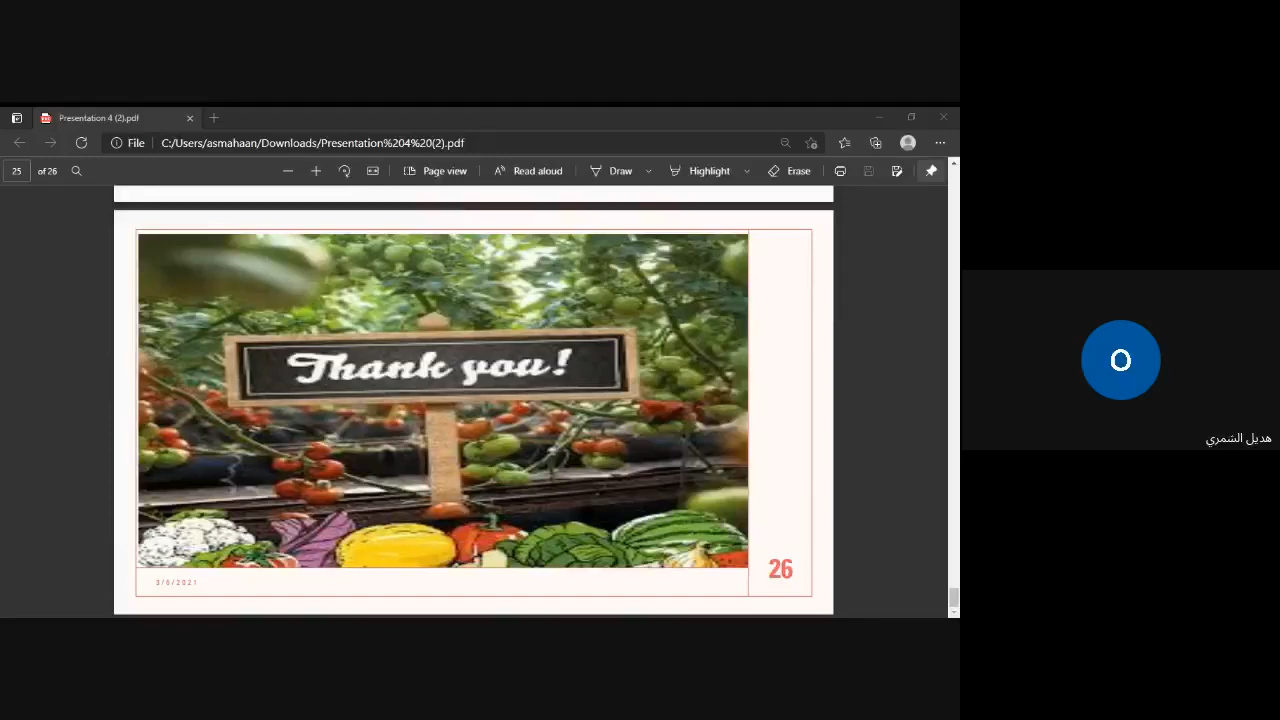 Presentation 4 (2).pdf
File
C:/Users/asmahaan/Downloads/Presentation%204%20(2).pdf
25 of 26
Page view
Read aloud
Draw
Highlight
Erase
Thank you!
26
3/6/2021
O
هديل الشمري